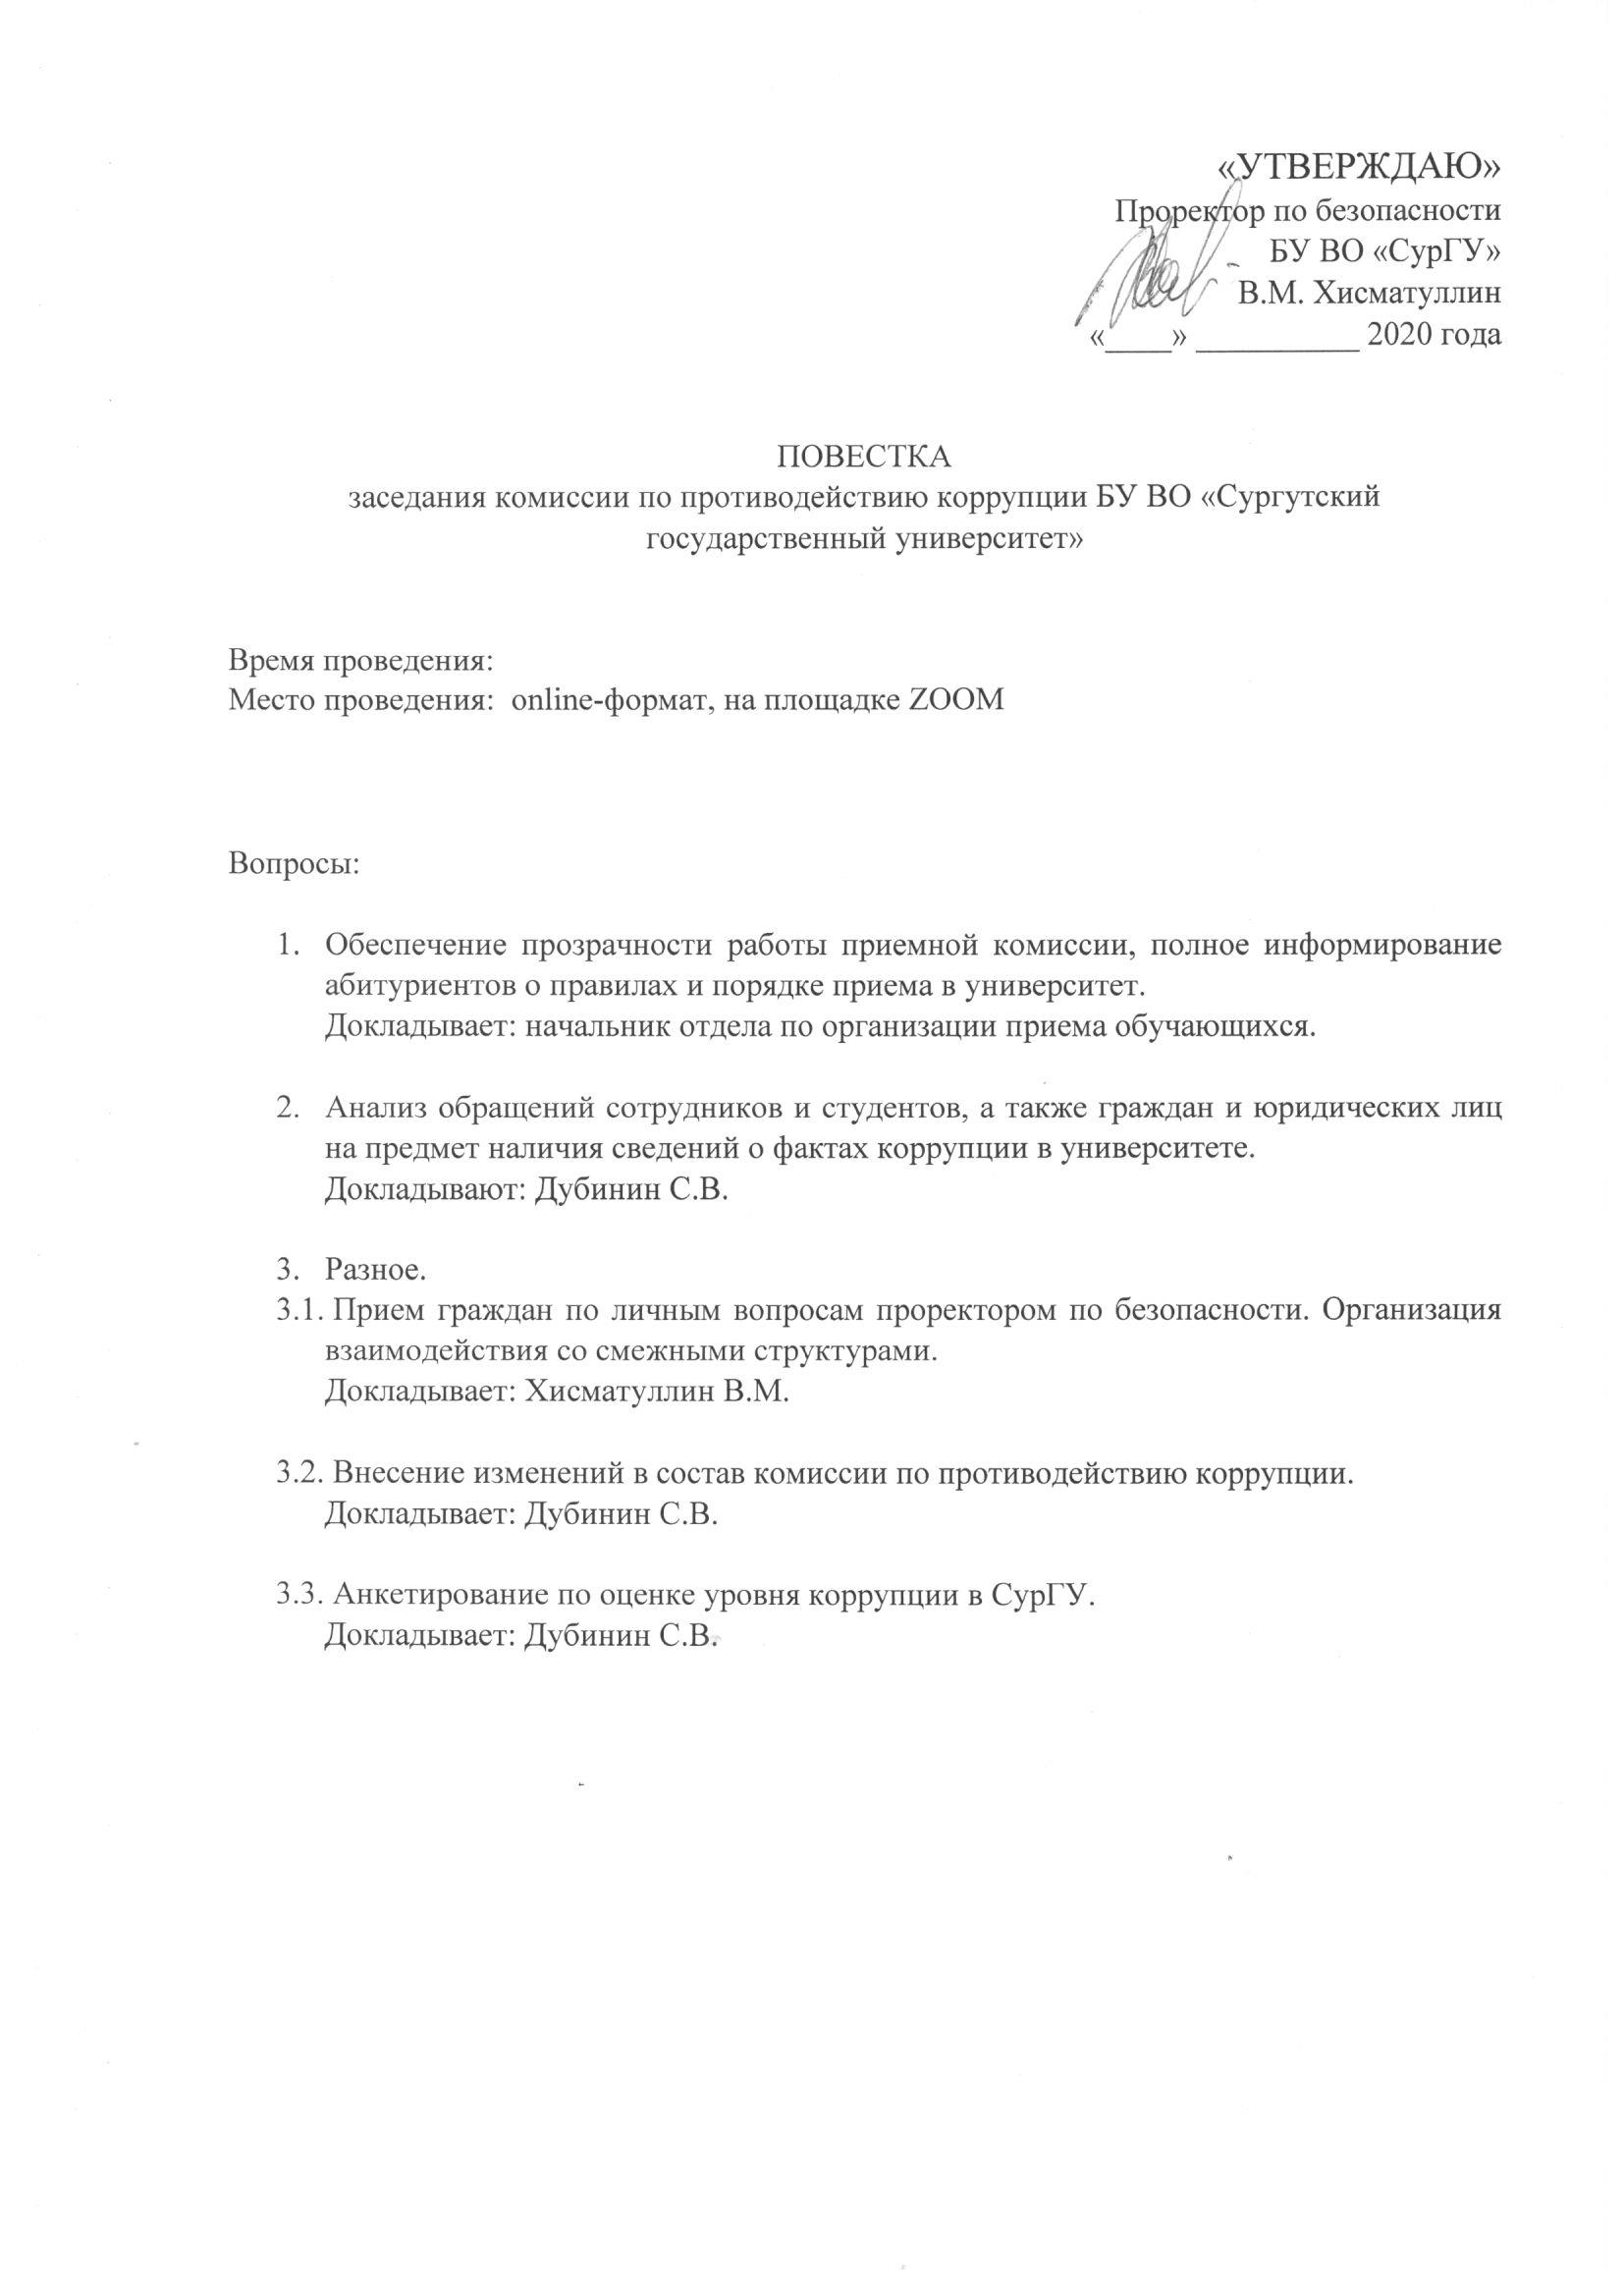 «УТВЕРЖДАЮ»
Проректор по безопасности
БУ ВО «СурГУ»
В.М. Хисматуллин
«____» __________ 2020 года
ПОВЕСТКА
заседания комиссии по противодействию коррупции БУ ВО «Сургутский
государственный университет»
Время проведения:
Место проведения: online-формат, на площадке ZOOM
Вопросы:
1. Обеспечение прозрачности работы приемной комиссии, полное информирование
абитуриентов о правилах и порядке приема в университет.
Докладывает: начальник отдела по организации приема обучающихся.
2. Анализ обращений сотрудников и студентов, а также граждан и юридических лиц
на предмет наличия сведений о фактах коррупции в университете.
Докладывают: Дубинин С.В.
3. Разное.
3.1. Прием граждан по личным вопросам проректором по безопасности. Организация
взаимодействия со смежными структурами.
Докладывает: Хисматуллин В.М.
3.2. Внесение изменений в состав комиссии по противодействию коррупции.
Докладывает: Дубинин С.В.
3.3. Анкетирование по оценке уровня коррупции в СурГУ.
Докладывает: Дубинин С.В.